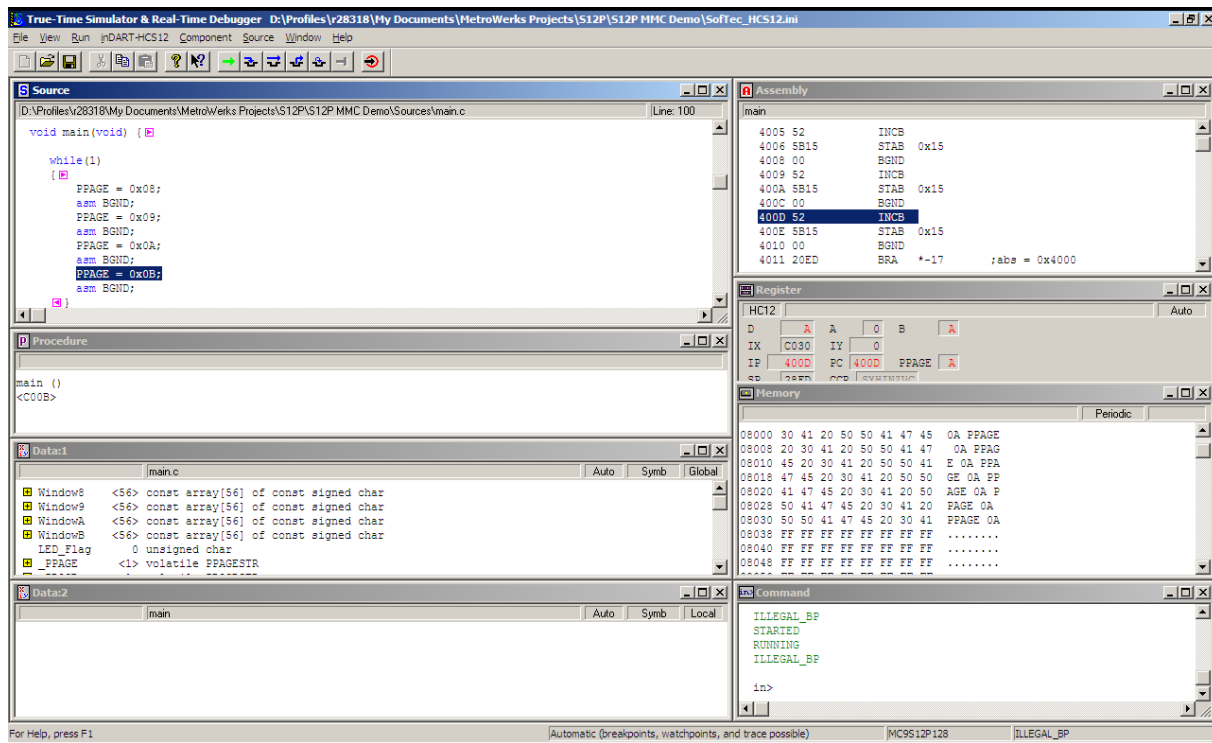 True-Time Simulator & Real-Time Debugger D:\Profiles\r28318\My Documents\MetroWerks Projects\S12P\S12P MMC Demo\SofTec_HCS12.ini
File View Run inDART-HCS12 Component Source Window Help
Source
D:\Profiles\r28318\My Documents\MetroWerks Projects\S12P\S12P MMC Demo\Sources\main.c Line: 100
void main(void) {
while(1)
{
PPAGE = 0x08;
asm BGND;
PPAGE = 0x09;
asm BGND;
PPAGE = 0x0A;
asm BGND;
PPAGE = 0x0B;
asm BGND;
}
Procedure
main ()
<C00B>
Data:1
main.c Auto Symb Global
Window8 <56> const array[56] of const signed char
Window9 <56> const array[56] of const signed char
WindowA <56> const array[56] of const signed char
WindowB <56> const array[56] of const signed char
LED_Flag 0 unsigned char
_PPAGE <1> volatile PPAGESTR
Data:2
main Auto Symb Local
Assembly
main
4005 52 INCB
4006 5B15 STAB 0x15
4008 00 BGND
4009 52 INCB
400A 5B15 STAB 0x15
400C 00 BGND
400D 52 INCB
400E 5B15 STAB 0x15
4010 00 BGND
4011 20ED BRA *-17 ;abs = 0x4000
Register
HC12 Auto
D A A 0 B A
IX C030 IY 0
IP 400D PC 400D PPAGE A
Memory
Periodic
08000 30 41 20 50 50 41 47 45 0A PPAGE
08008 20 30 41 20 50 50 41 47 0A PPAG
08010 45 20 30 41 20 50 50 41 E 0A PPA
08018 47 45 20 30 41 20 50 50 GE 0A PP
08020 41 47 45 20 30 41 20 50 AGE 0A P
08028 50 41 47 45 20 30 41 20 PAGE 0A
08030 50 50 41 47 45 20 30 41 PPAGE 0A
08038 FF FF FF FF FF FF FF FF ........
08040 FF FF FF FF FF FF FF FF ........
08048 FF FF FF FF FF FF FF FF ........
Command
ILLEGAL_BP
STARTED
RUNNING
ILLEGAL_BP
in>
For Help, press F1 Automatic (breakpoints, watchpoints, and trace possible) MC9S12P128 ILLEGAL_BP